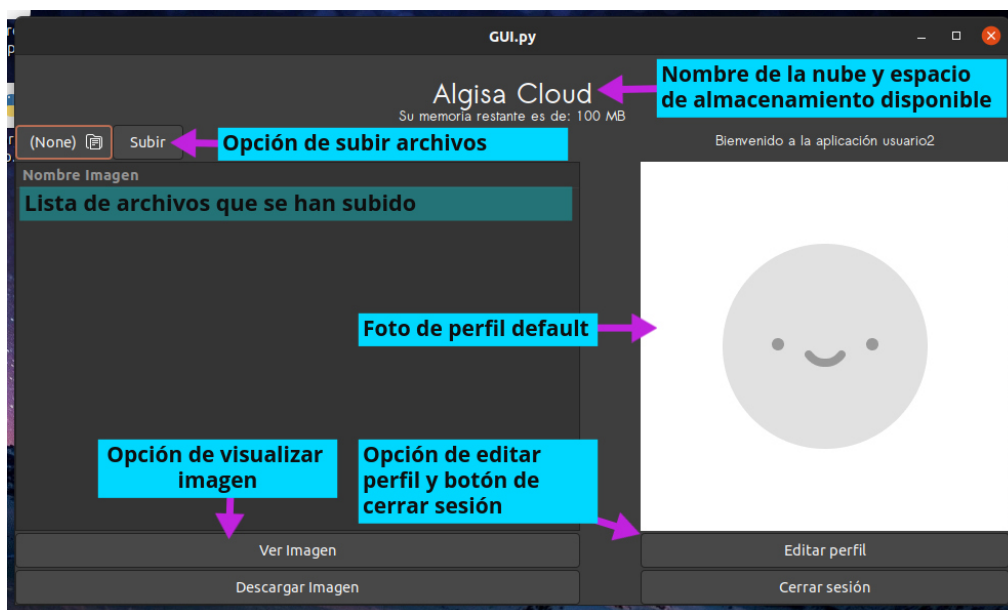 GUI.py
Algisa Cloud
Su memoria restante es de: 100 MB
Nombre de la nube y espacio
de almacenamiento disponible
(None)
Subir
Opción de subir archivos
Bienvenido a la aplicación usuario2
Nombre Imagen
Lista de archivos que se han subido
Foto de perfil default
Opción de visualizar
imagen
Opción de editar
perfil y botón de
cerrar sesión
Ver Imagen
Editar perfil
Descargar Imagen
Cerrar sesión